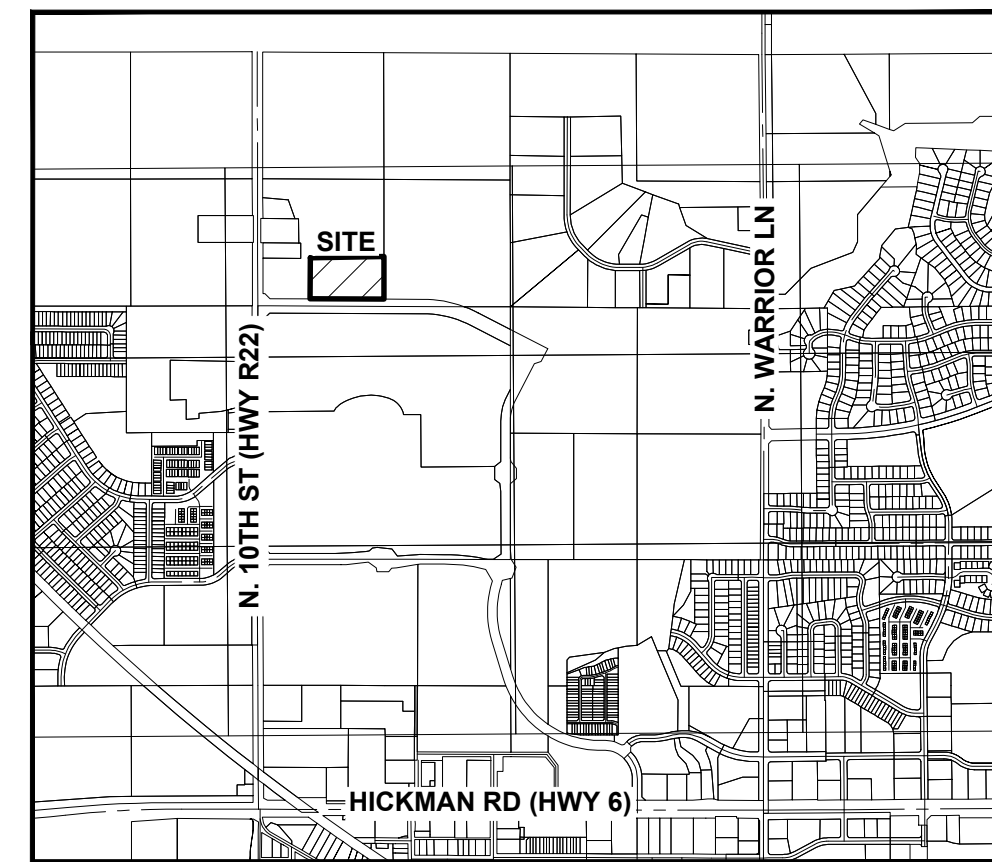 SITE
N. WARRIOR LN
N. 10TH ST (HWY R22)
HICKMAN RD (HWY 6)